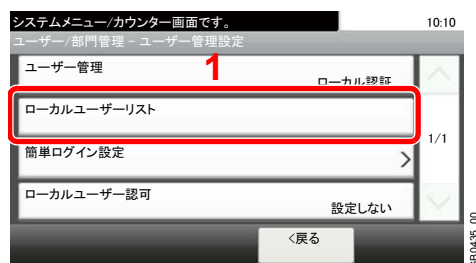 システムメニュー/カウンター画面です。
10:10
ユーザー/部門管理 - ユーザー管理設定
ユーザー管理
1
ローカル認証
ローカルユーザーリスト
1/1
簡単ログイン設定
ローカルユーザー認可
設定しない
<戻る